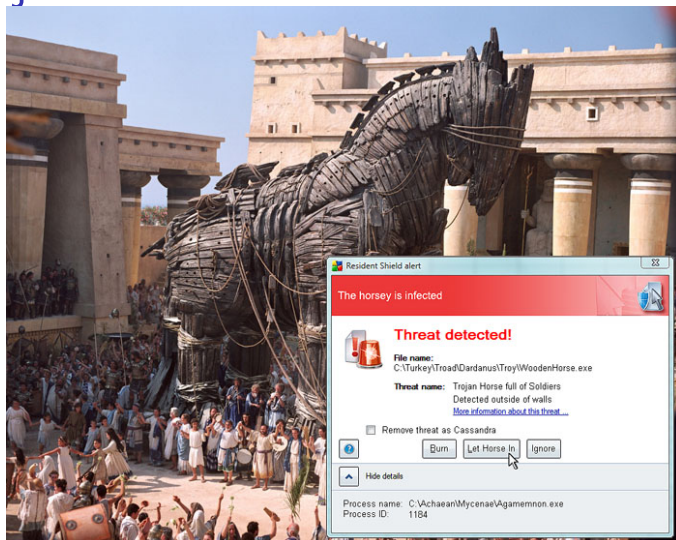 Resident Shield alert
The horsey is infected
Threat detected!
File name:
C:\Turkey\Troad\Dardanus\Troy\WoodenHorse.exe
Threat name: Trojan Horse full of Soldiers
Detected outside of walls
More information about this threat ...
Remove threat as Cassandra
Burn Let Horse In Ignore
Hide details
Process name: C:\Achaean\Mycenae\Agamemnon.exe
Process ID: 1184